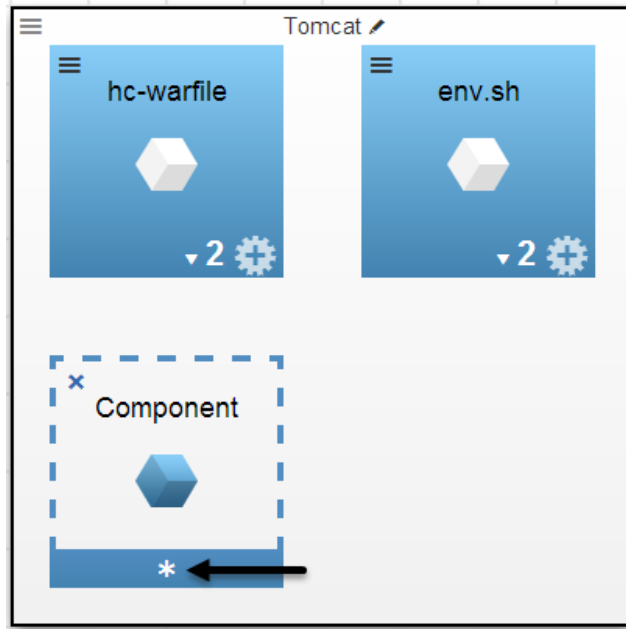 Tomcat
hc-warfile
env.sh
2
2
Component
*